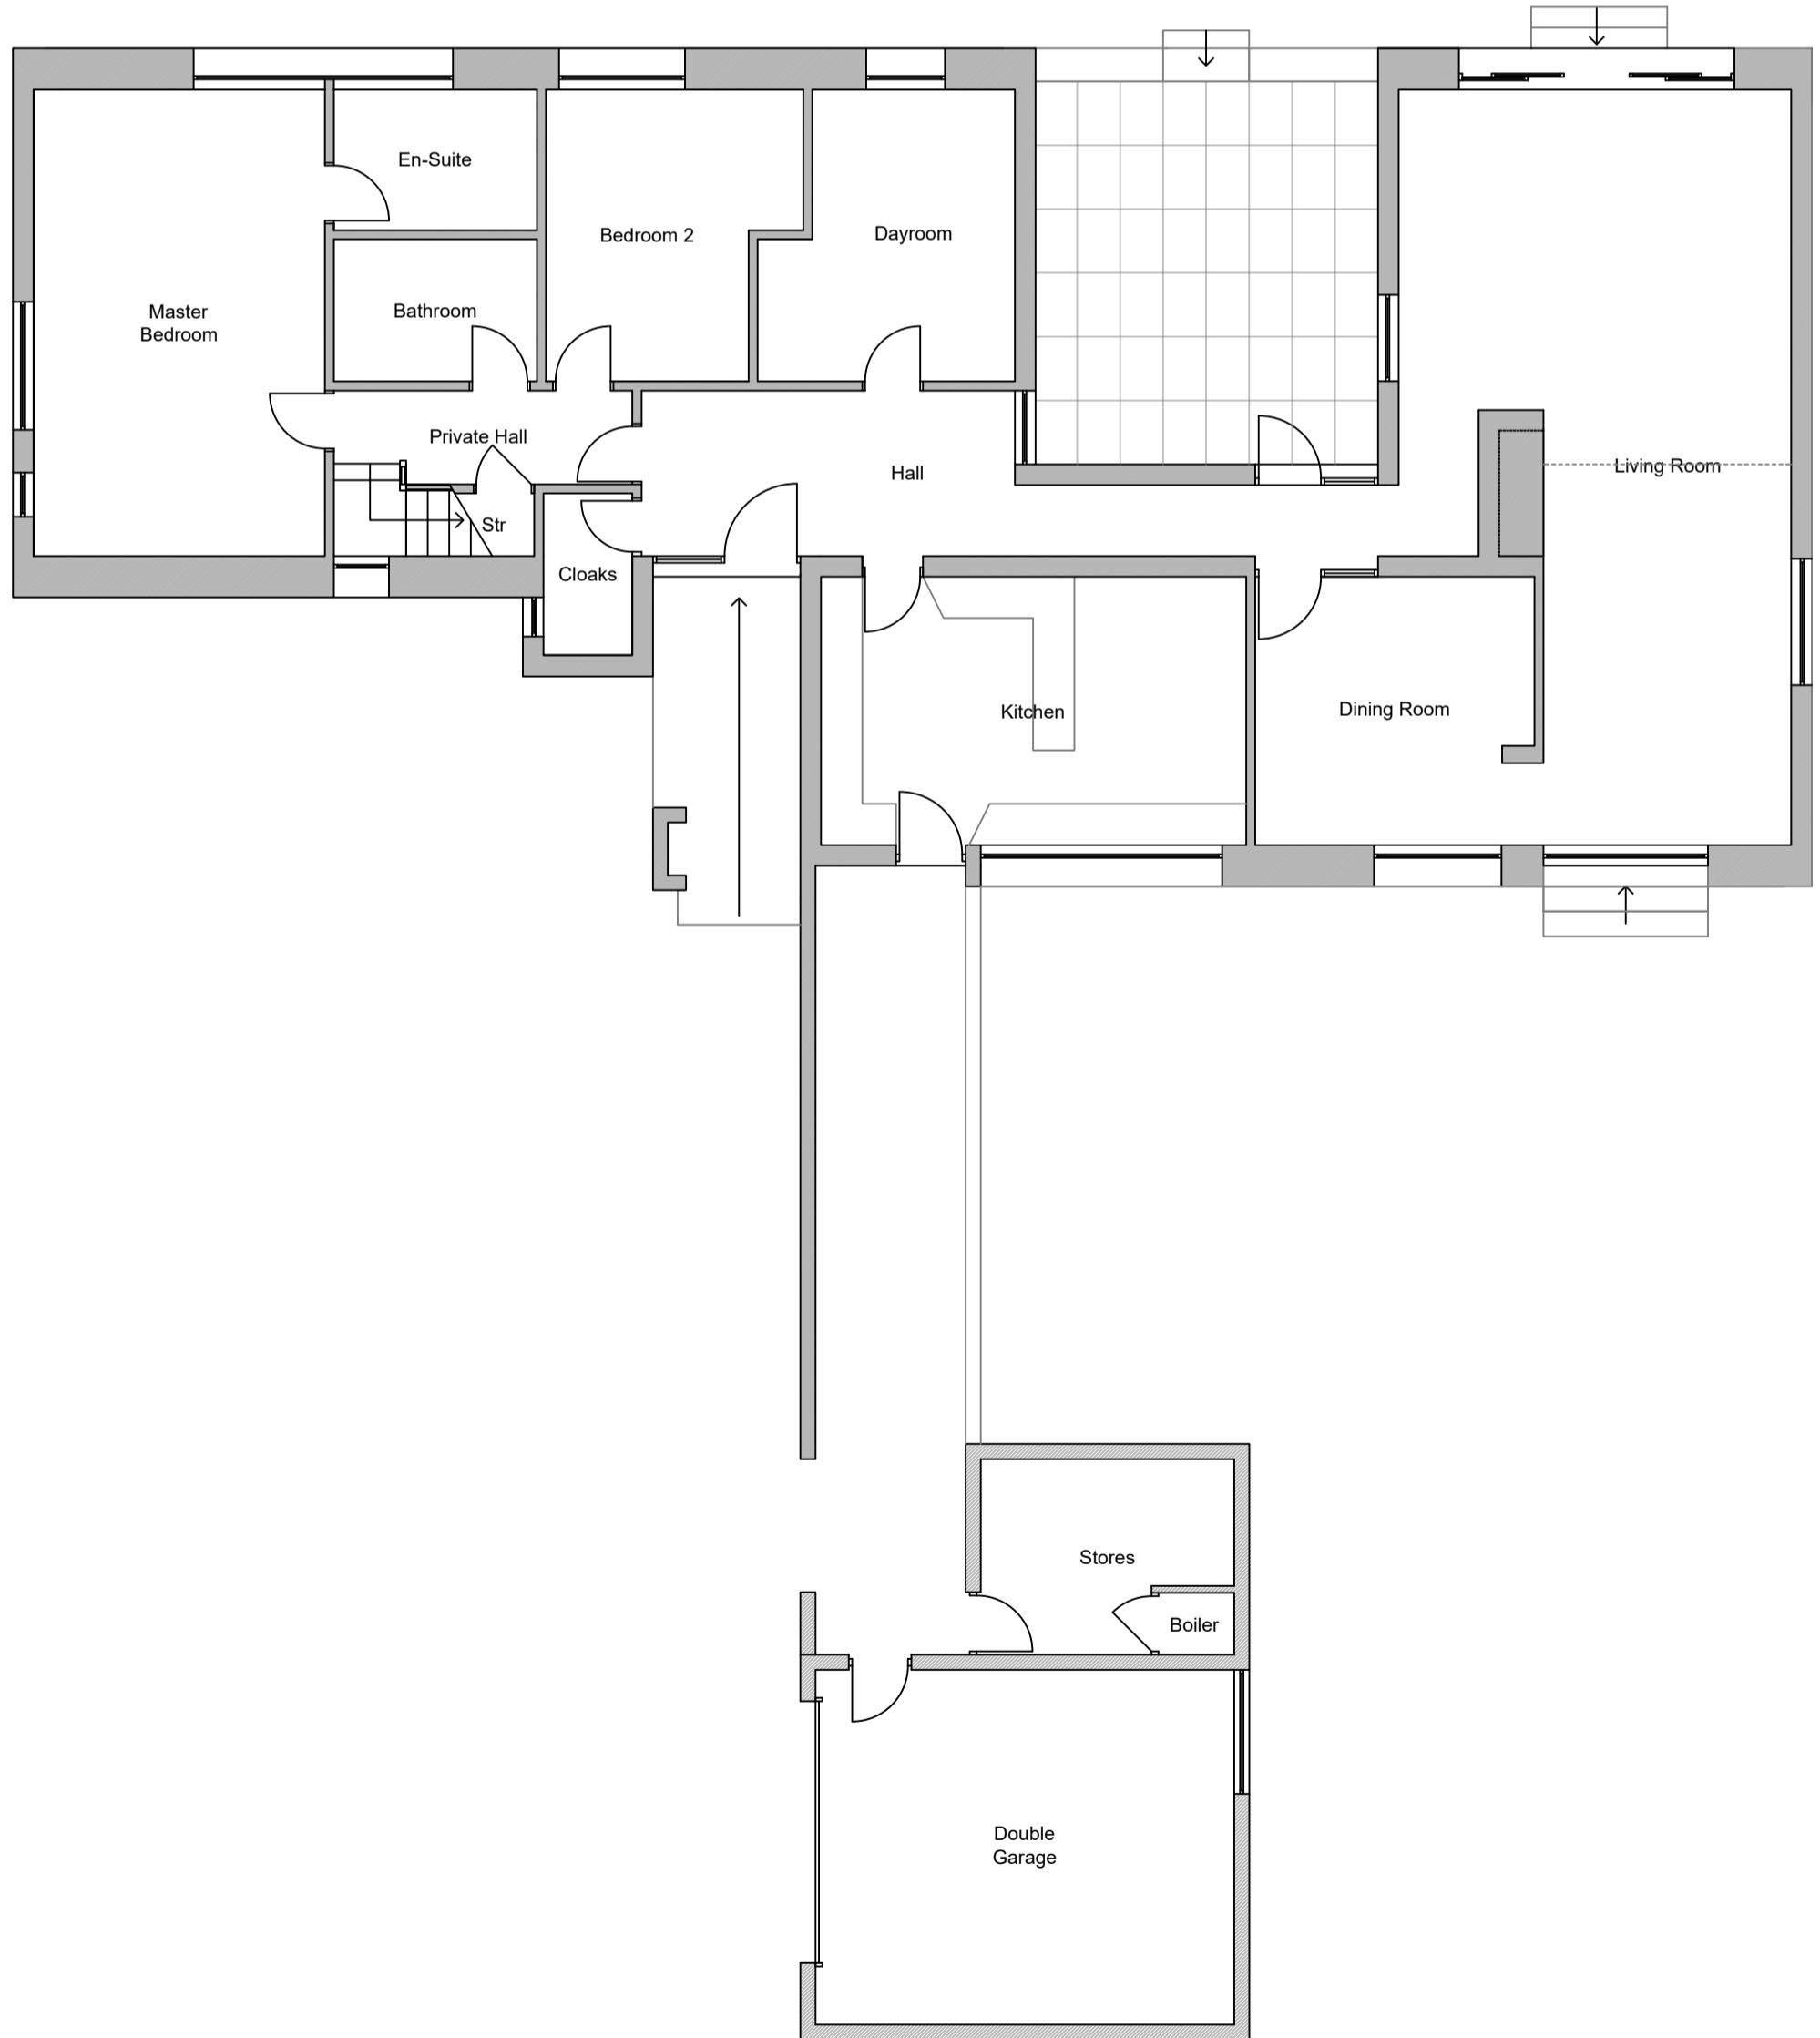 En-Suite
Bedroom 2
Dayroom
Master
Bedroom
Bathroom
Private Hall
Hall
Living Room
Str
Cloaks
Kitchen
Dining Room
Stores
Boiler
Double
Garage